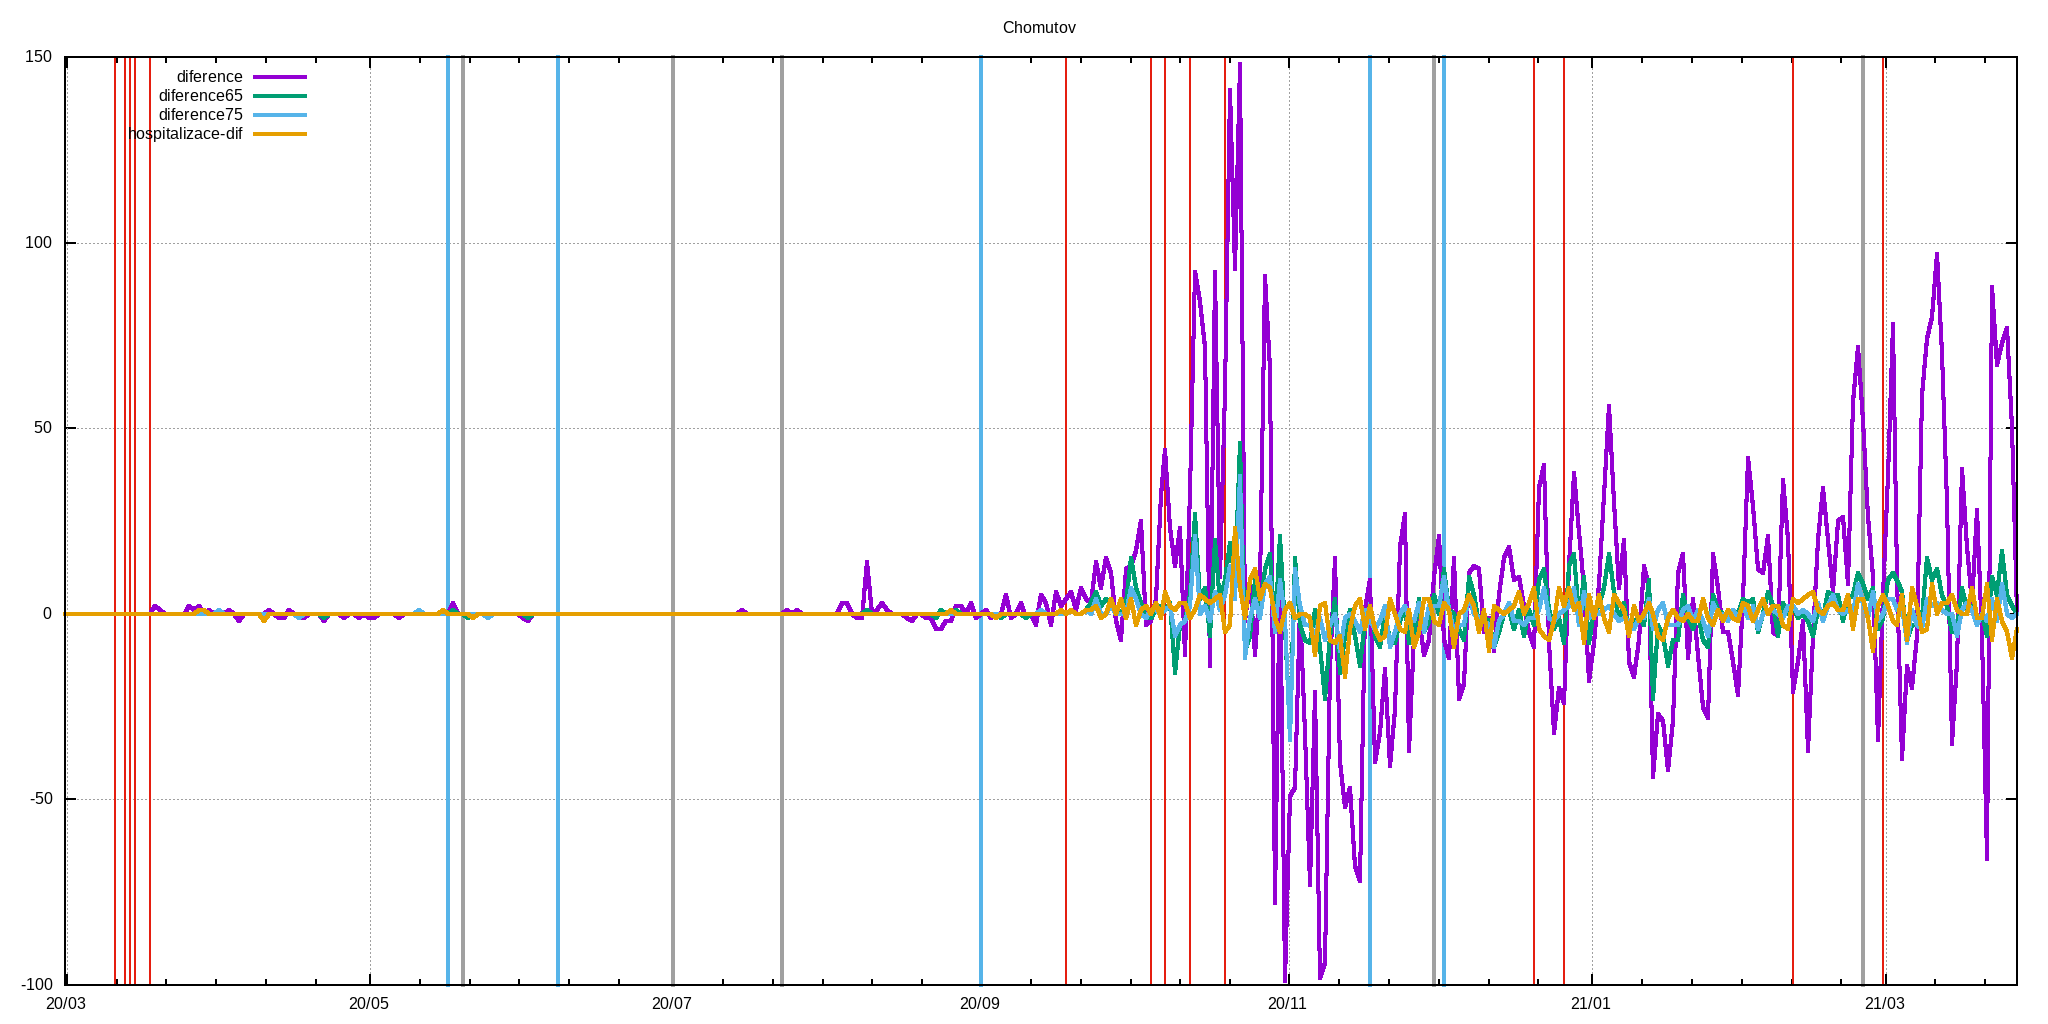 Chomutov
150
diference
diference65
diference75
hospitalizace-dif
100
50
0
-50
-100
20/03 20/05 20/07 20/09 20/11 21/01 21/03